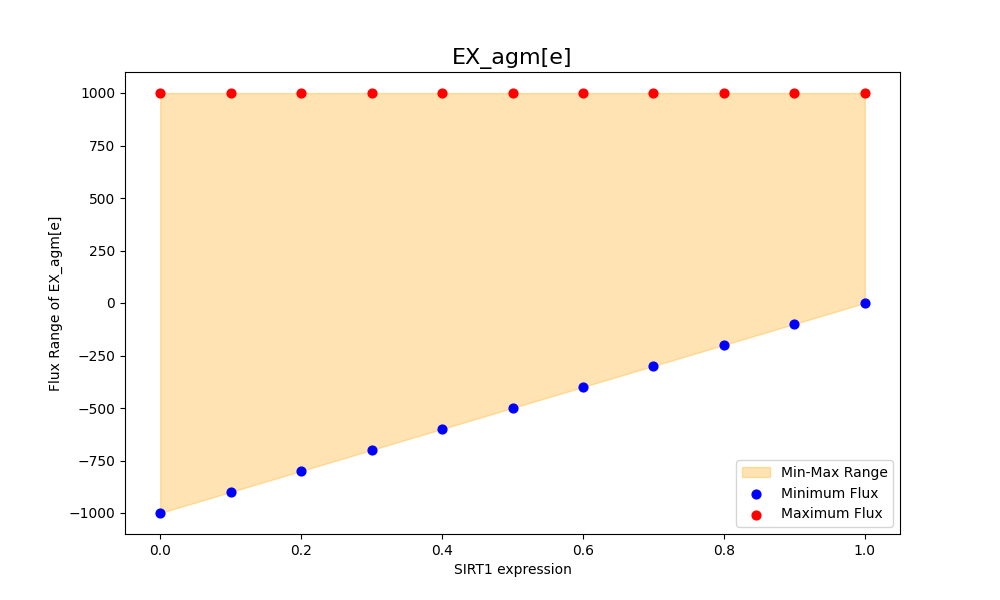 EX_agm[e]
Flux Range of EX_agm[e]
1000
750
500
250
0
−250
−500
−750
−1000
0.0
0.2
0.4
0.6
0.8
1.0
SIRT1 expression
Min-Max Range
Minimum Flux
Maximum Flux